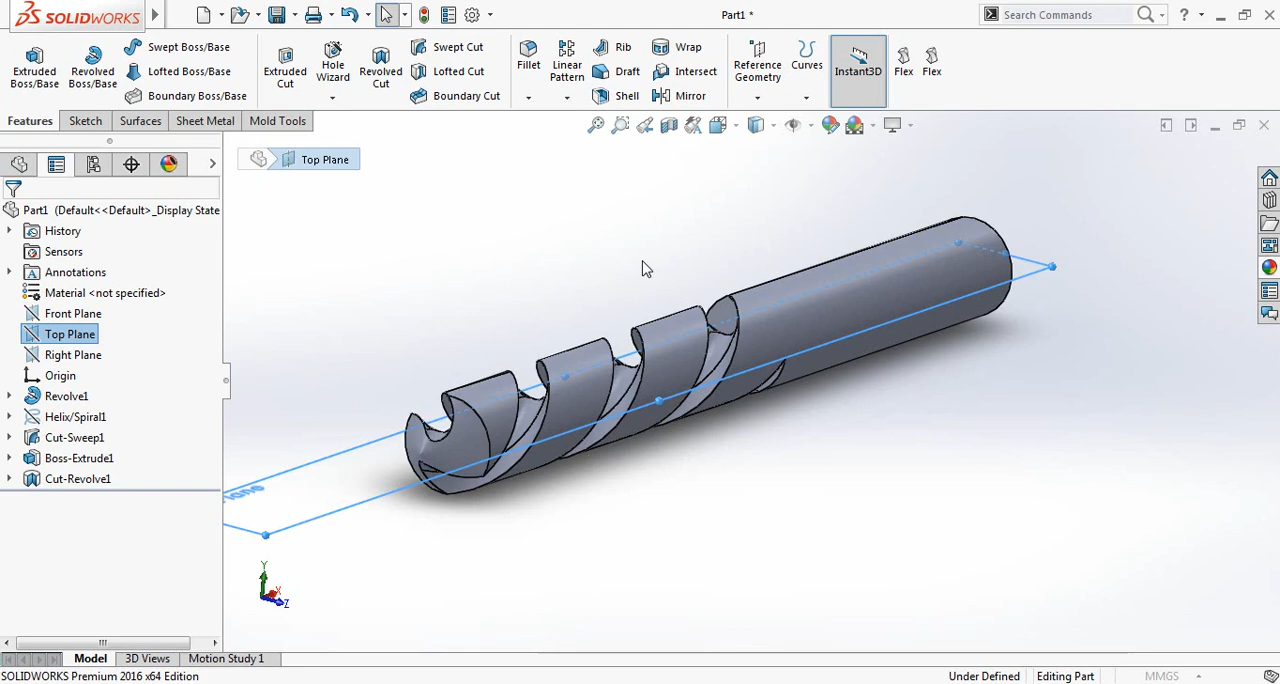 SOLIDWORKS
Part1 *
Search Commands
?
Extruded Boss/Base
Revolved Boss/Base
Swept Boss/Base
Lofted Boss/Base
Boundary Boss/Base
Extruded Cut
Hole Wizard
Revolved Cut
Swept Cut
Lofted Cut
Boundary Cut
Fillet
Linear Pattern
Rib
Draft
Shell
Wrap
Intersect
Mirror
Reference Geometry
Curves
Instant3D
Flex
Flex
Features
Sketch
Surfaces
Sheet Metal
Mold Tools
Top Plane
Part1 (Default<<Default>_Display State
History
Sensors
Annotations
Material <not specified>
Front Plane
Top Plane
Right Plane
Origin
Revolve1
Helix/Spiral1
Cut-Sweep1
Boss-Extrude1
Cut-Revolve1
Y
X
Z
Model
3D Views
Motion Study 1
SOLIDWORKS Premium 2016 x64 Edition
Under Defined
Editing Part
MMGS